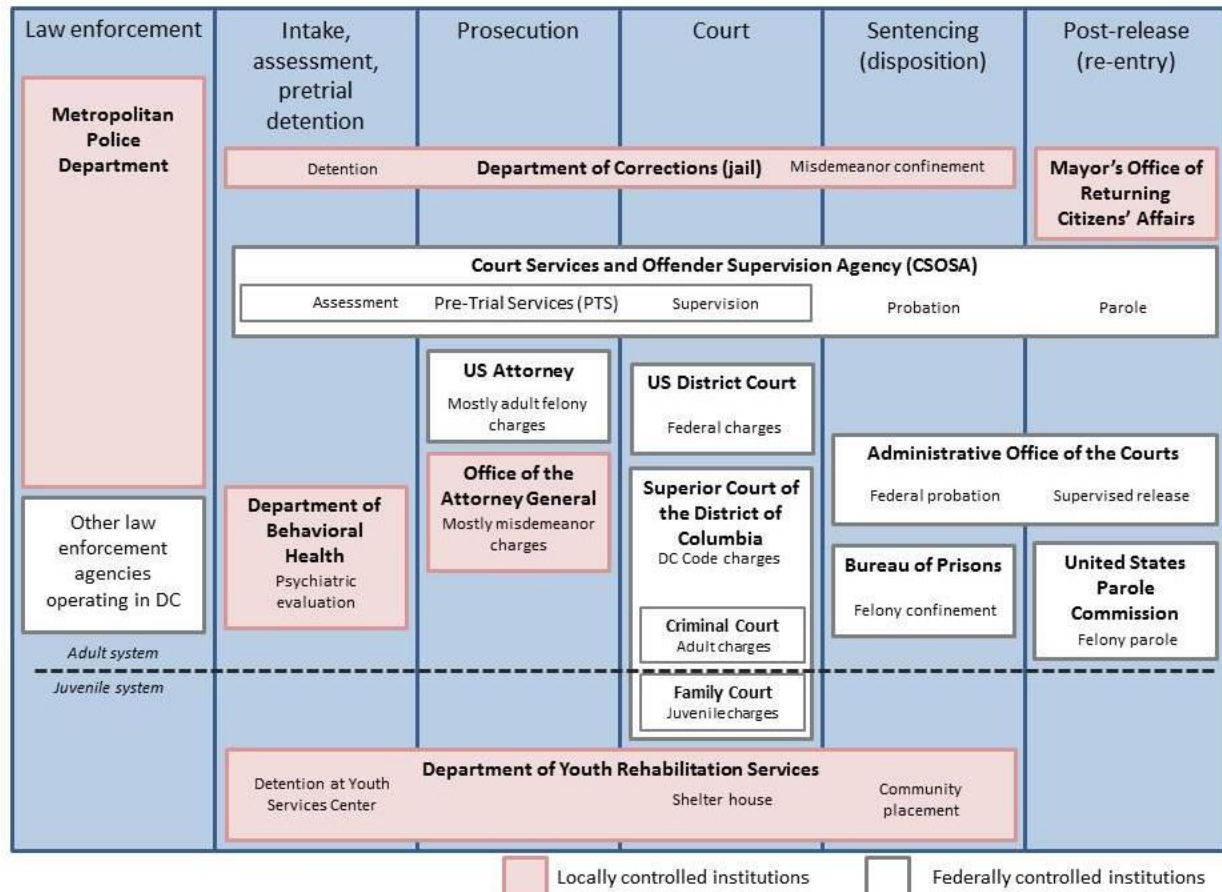 Law enforcement
Intake,
assessment,
pretrial
detention
Prosecution
Court
Sentencing
(disposition)
Post-release
(re-entry)
Metropolitan
Police
Department
Detention
Department of Corrections (jail)
Misdemeanor confinement
Mayor’s Office of
Returning
Citizens’ Affairs
Court Services and Offender Supervision Agency (CSOSA)
Assessment
Pre-Trial Services (PTS)
Supervision
Probation
Parole
US Attorney
Mostly adult felony
charges
US District Court
Federal charges
Office of the
Attorney General
Mostly misdemeanor
charges
Administrative Office of the Courts
Federal probation
Supervised release
Other law
enforcement
agencies
operating in DC
Department of
Behavioral
Health
Psychiatric
evaluation
Superior Court of
the District of
Columbia
DC Code charges
Bureau of Prisons
Felony confinement
United States
Parole
Commission
Felony parole
Criminal Court
Adult charges
Adult system
Juvenile system
Family Court
Juvenile charges
Department of Youth Rehabilitation Services
Detention at Youth
Services Center
Shelter house
Community
placement
Locally controlled institutions
Federally controlled institutions